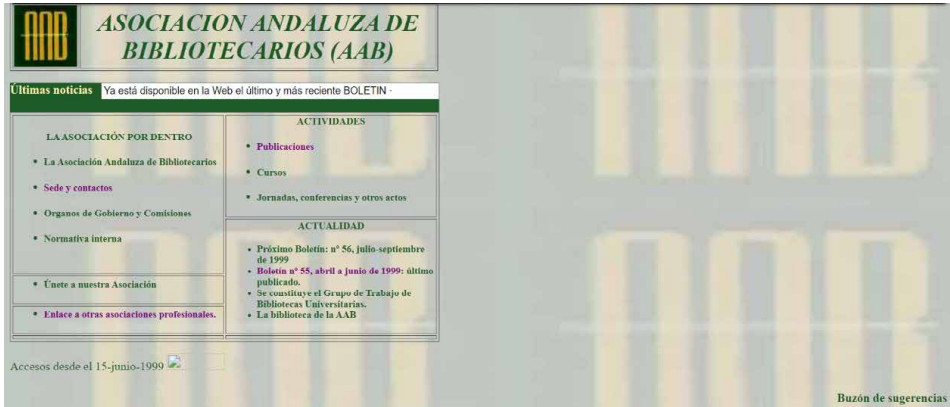 AAB
ASOCIACION ANDALUZA DE
BIBLIOTECARIOS (AAB)
Últimas noticias
Ya está disponible en la Web el último y más reciente BOLETIN -
LA ASOCIACIÓN POR DENTRO
La Asociación Andaluza de Bibliotecarios
Sede y contactos
Organos de Gobierno y Comisiones
Normativa interna
Únete a nuestra Asociación
Enlace a otras asociaciones profesionales.
ACTIVIDADES
Publicaciones
Cursos
Jornadas, conferencias y otros actos
ACTUALIDAD
Próximo Boletín: nº 56, julio-septiembre
de 1999
Boletín nº 55, abril a junio de 1999: último
publicado.
Se constituye el Grupo de Trabajo de
Bibliotecas Universitarias.
La biblioteca de la AAB
Accesos desde el 15-junio-1999
Buzón de sugerencias